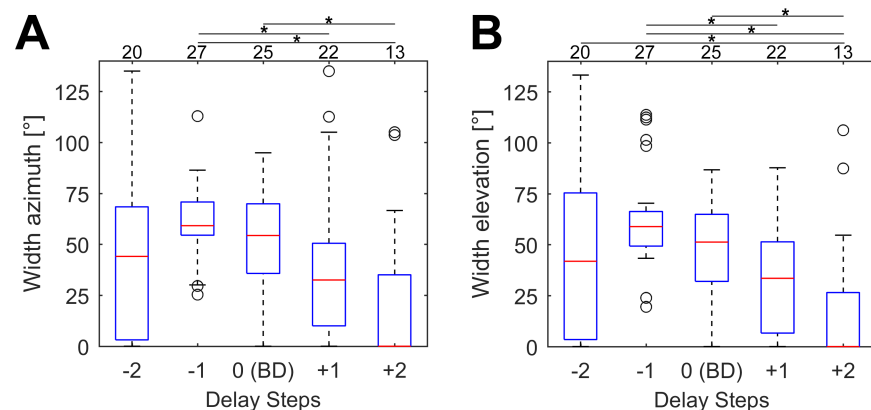 A
*
*
*
20 27 25 22 13
125
100
75
50
25
0
Width azimuth [°]
-2 -1 0 (BD) +1 +2
Delay Steps
B
*
*
*
*
20 27 25 22 13
125
100
75
50
25
0
Width elevation [°]
-2 -1 0 (BD) +1 +2
Delay Steps